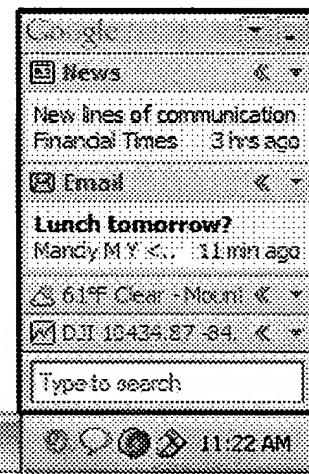 Google
News
New lines of communication
Financial Times 3 hrs ago
Email
Lunch tomorrow?
Mandy M Y <.. 11 min ago
61°F Clear - Mount
DJI 10434.87 -84.
Type to search
11:22 AM